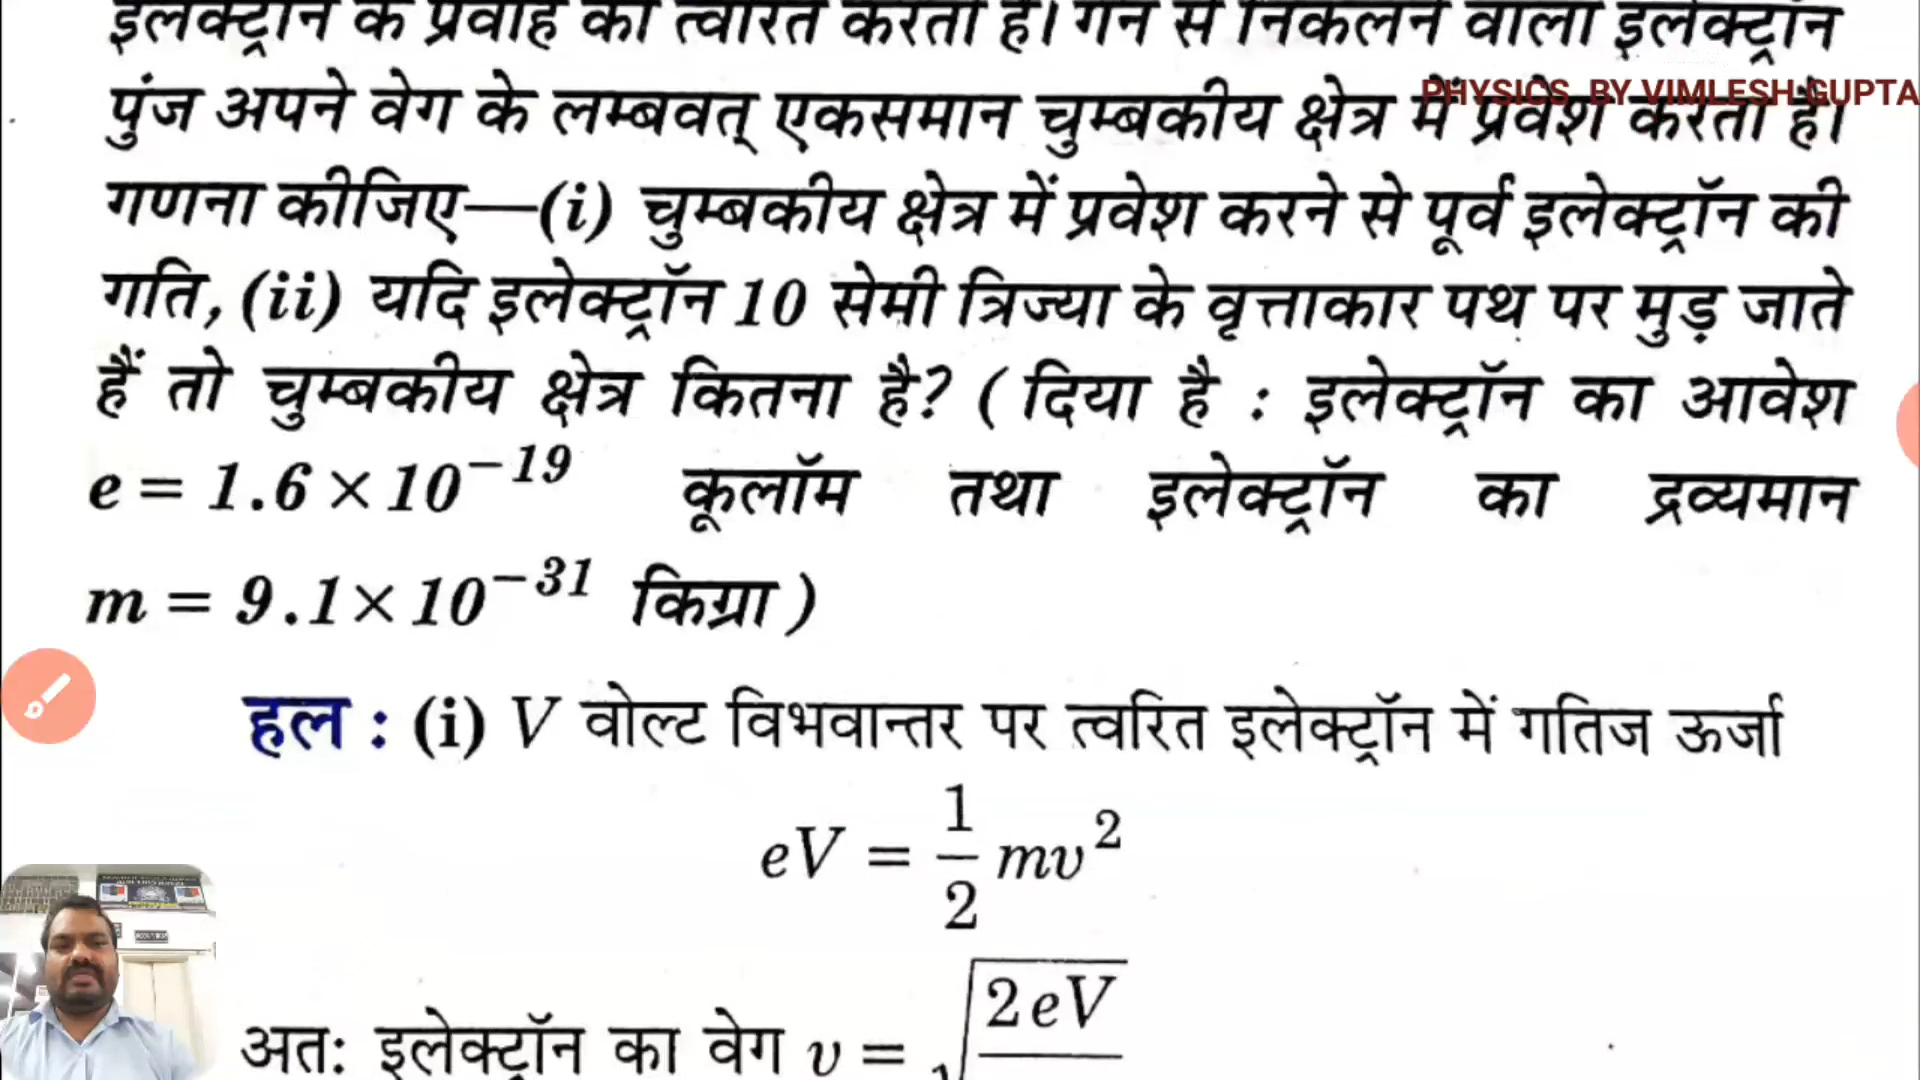 इलेक्ट्रॉन के प्रवाह को त्वरित करता है। गन से निकलने वाला इलेक्ट्रॉन
PHYSICS BY VIMLESH GUPTA
पुंज अपने वेग के लम्बवत् एकसमान चुम्बकीय क्षेत्र में प्रवेश करता है।
गणना कीजिए—(i) चुम्बकीय क्षेत्र में प्रवेश करने से पूर्व इलेक्ट्रॉन की
गति, (ii) यदि इलेक्ट्रॉन 10 सेमी त्रिज्या के वृत्ताकार पथ पर मुड़ जाते
हैं तो चुम्बकीय क्षेत्र कितना है? ( दिया है : इलेक्ट्रॉन का आवेश
e = 1.6 × 10⁻¹⁹ कूलॉम तथा इलेक्ट्रॉन का द्रव्यमान
m = 9.1 × 10⁻³¹ किग्रा )
हल : (i) V वोल्ट विभवान्तर पर त्वरित इलेक्ट्रॉन में गतिज ऊर्जा
eV = 1/2 mv²
अतः इलेक्ट्रॉन का वेग v = √2eV